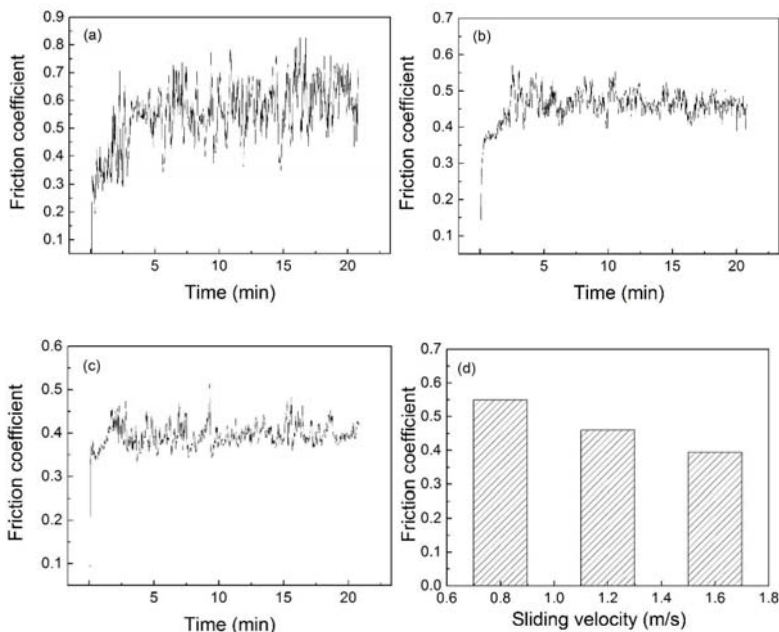 (a)
Friction coefficient
0.9
0.8
0.7
0.6
0.5
0.4
0.3
0.2
0.1
5 10 15 20
Time (min)
(b)
Friction coefficient
0.7
0.6
0.5
0.4
0.3
0.2
0.1
5 10 15 20
Time (min)
(c)
Friction coefficient
0.6
0.5
0.4
0.3
0.2
0.1
5 10 15 20
Time (min)
(d)
Friction coefficient
0.7
0.6
0.5
0.4
0.3
0.2
0.1
0.0
0.6 0.8 1.0 1.2 1.4 1.6 1.8
Sliding velocity (m/s)